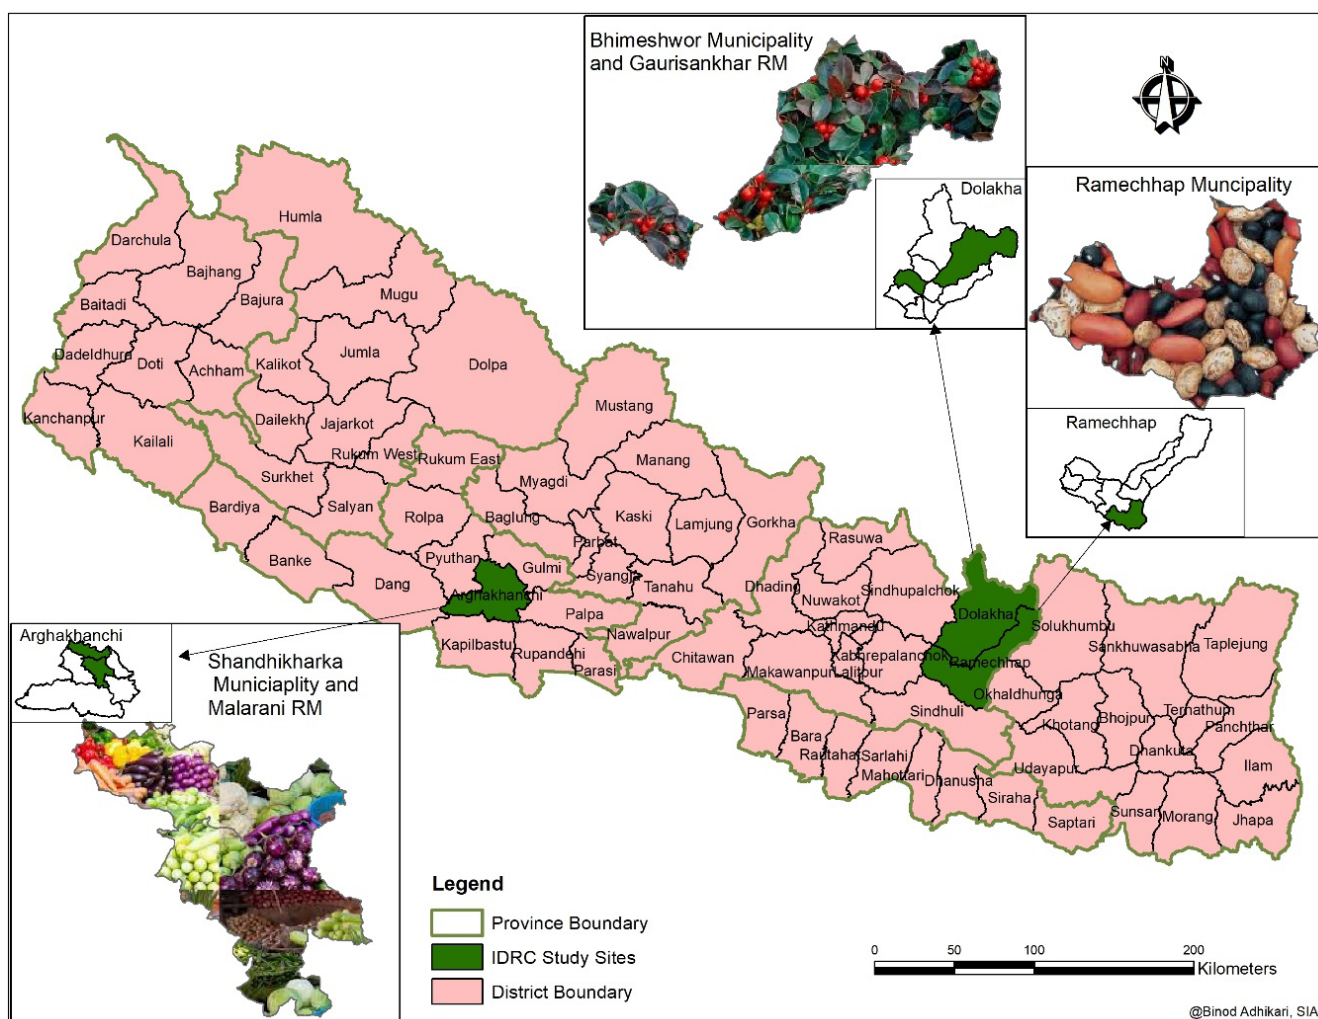 Bhimeshwor Municipality
and Gaurisankhar RM
N
Dolakha
Ramechhap Muncipality
Ramechhap
Humla
Darchula
Bajhang
Bajura
Mugu
Baitadi
Dadeldhura
Doti
Achham
Kalikot
Jumla
Dolpa
Kanchanpur
Kailali
Dailekh
Jajarkot
Rukum West
Rukum East
Mustang
Manang
Surkhet
Salyan
Myagdi
Bardiya
Rolpa
Baglung
Kaski
Lamjung
Gorkha
Parbat
Rasuwa
Banke
Dang
Pyuthan
Gulmi
Syangja
Tanahu
Dhading
Nuwakot
Sindhupalchok
Arghakhanchi
Palpa
Dolakha
Kathmandu
Solukhumbu
Sankhuwasabha
Taplejung
Kapilbastu
Rupandehi
Nawalpur
Parasi
Chitawan
Makawanpur
Kabhrepalanchok
Lalitpur
Ramechhap
Okhaldhunga
Sindhuli
Khotang
Bhojpur
Ternathum
Panchthar
Parsa
Bara
Rautahat
Sarlahi
Mahottari
Dhanusha
Siraha
Udayapur
Dhankuta
Ilam
Saptari
Sunsari
Morang
Jhapa
Arghakhanchi
Shandhikharka
Municiaplity and
Malarani RM
Legend
Province Boundary
IDRC Study Sites
District Boundary
0 50 100 200
Kilometers
@Binod Adhikari, SIA